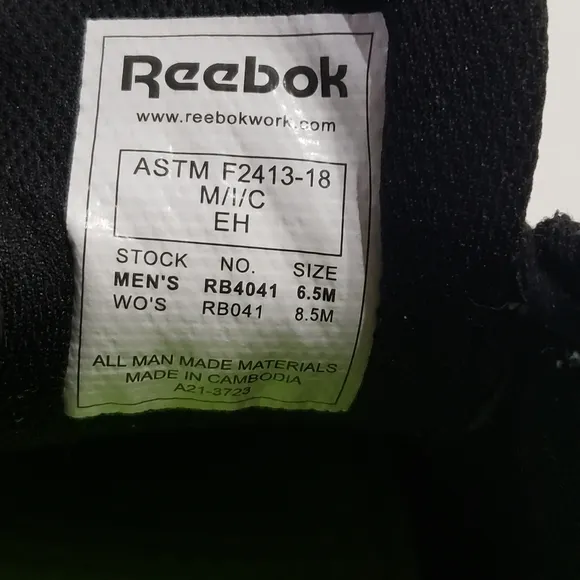 Reebok
www.reebokwork.com
ASTM F2413-18
M/I/C
EH
STOCK NO. SIZE
MEN'S RB4041 6.5M
WO'S RB041 8.5M
ALL MAN MADE MATERIALS
MADE IN CAMBODIA
A21-3723